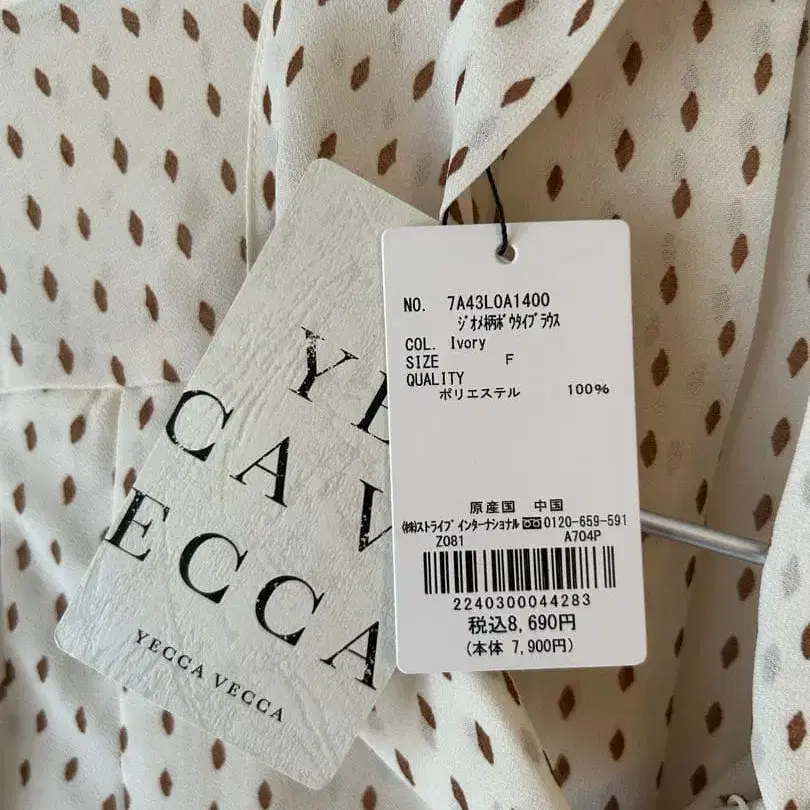 YE
CA V
ECCA
YECCA VECCA
NO. 7A43L0A1400
ｼﾞｵﾒ柄ﾎﾞｳﾀｲﾌﾞﾗｳｽ
COL. Ivory
SIZE F
QUALITY
ポリエステル 100%
原産国 中国
㈱ｽﾄﾗｲﾌﾟｲﾝﾀｰﾅｼｮﾅﾙ 0120-659-591
Z081 A704P
2240300044283
税込8,690円
(本体 7,900円)